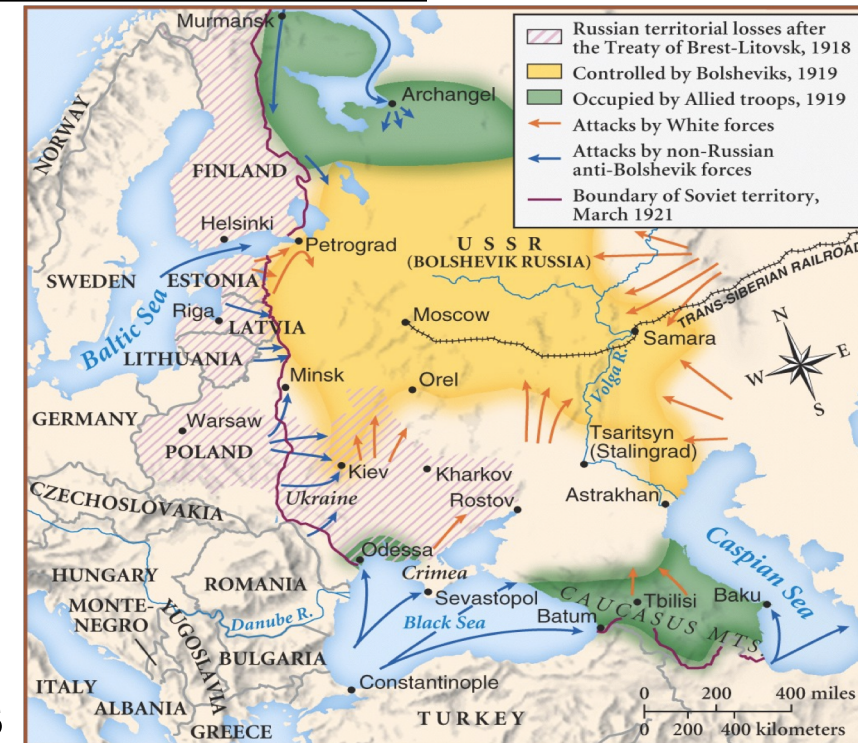 Murmansk
Russian territorial losses after
the Treaty of Brest-Litovsk, 1918
Controlled by Bolsheviks, 1919
Occupied by Allied troops, 1919
Attacks by White forces
Attacks by non-Russian
anti-Bolshevik forces
Boundary of Soviet territory,
March 1921
Archangel
NORWAY
FINLAND
Helsinki
Petrograd
U S S R
(BOLSHEVIK RUSSIA)
SWEDEN
ESTONIA
TRANS-SIBERIAN RAILROAD
Baltic Sea
Riga
LATVIA
Moscow
Samara
N
E
W
S
LITHUANIA
Minsk
Orel
Volga R.
GERMANY
Warsaw
POLAND
Tsaritsyn
(Stalingrad)
Kiev
Kharkov
Ukraine
Rostov
Astrakhan
CZECHOSLOVAKIA
Odessa
Caspian Sea
HUNGARY
ROMANIA
Crimea
Sevastopol
CAUCASUS MTS.
Tbilisi
Baku
MONTE-
NEGRO
YUGOSLAVIA
Danube R.
Black Sea
Batum
BULGARIA
ITALY
ALBANIA
GREECE
Constantinople
TURKEY
0 200 400 miles
0 200 400 kilometers